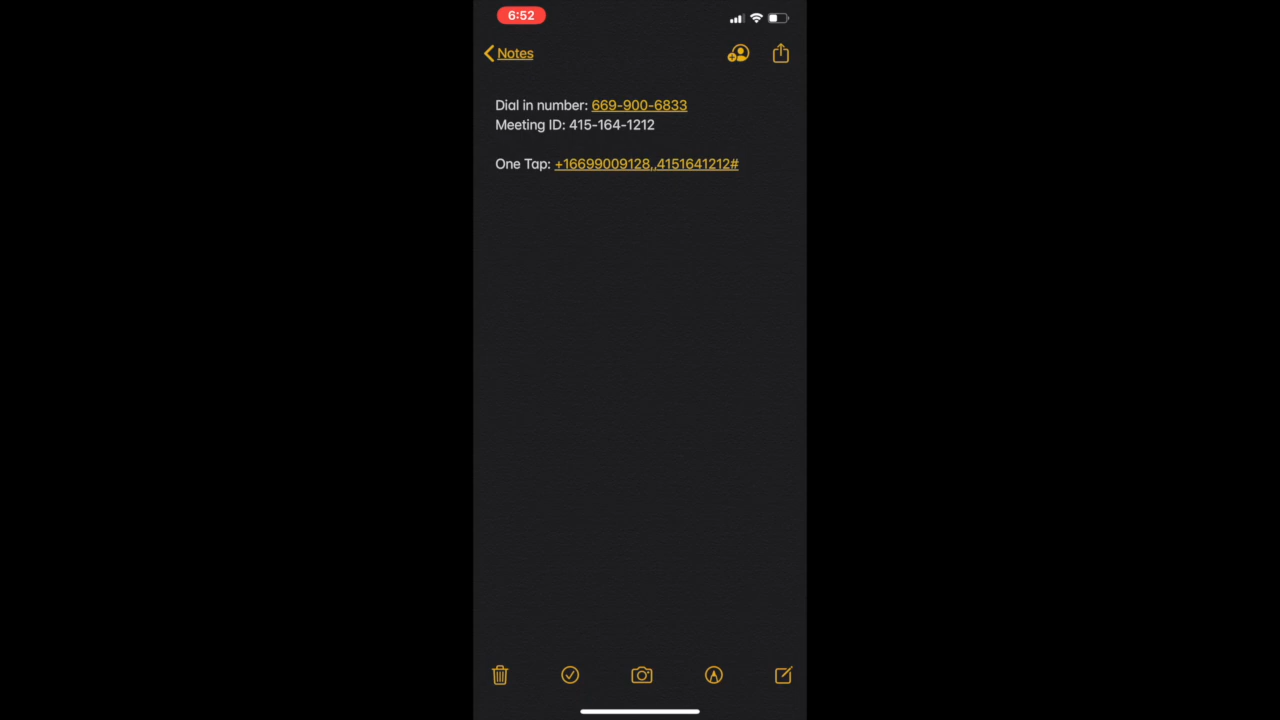 6:52
Notes
Dial in number: 669-900-6833
Meeting ID: 415-164-1212
One Tap: +16699009128,,4151641212#